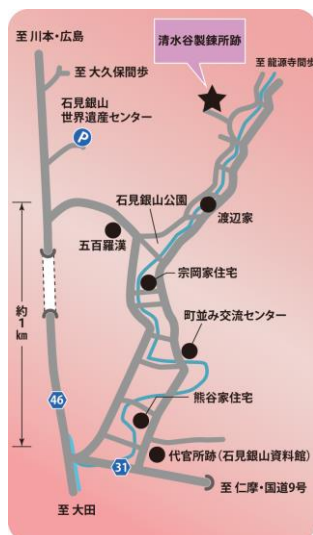 至 川本・広島
清水谷製錬所跡
至 大久保間歩
至 龍源寺間歩
石見銀山
世界遺産センター
P
石見銀山公園
渡辺家
五百羅漢
宗岡家住宅
約1km
町並み交流センター
46
熊谷家住宅
代官所跡(石見銀山資料館)
31
至 仁摩・国道9号
至 大田